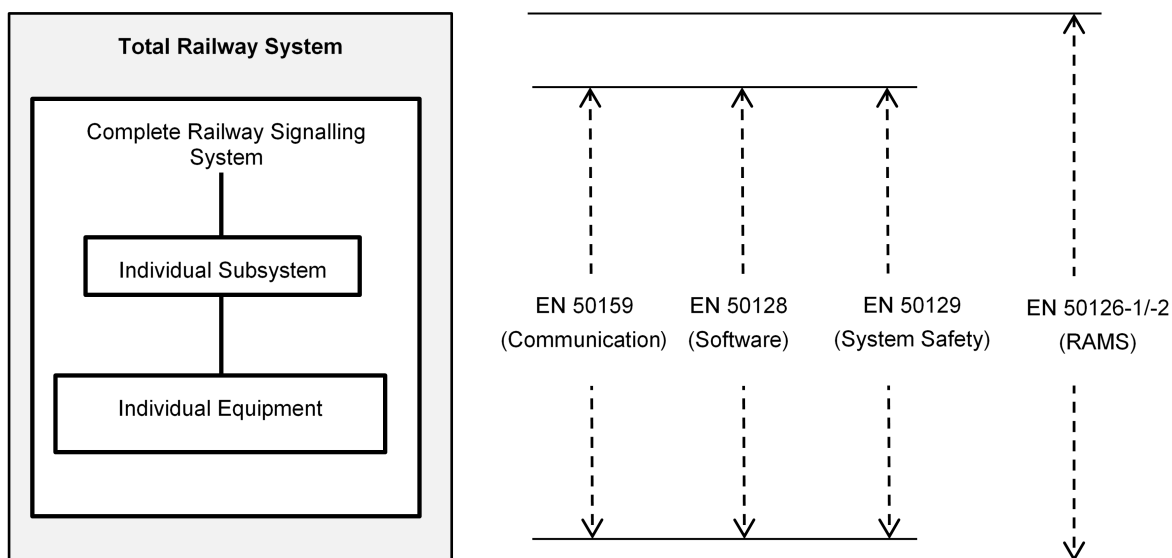 Total Railway System
Complete Railway Signalling
System
Individual Subsystem
Individual Equipment
EN 50159
(Communication)
EN 50128
(Software)
EN 50129
(System Safety)
EN 50126-1/-2
(RAMS)